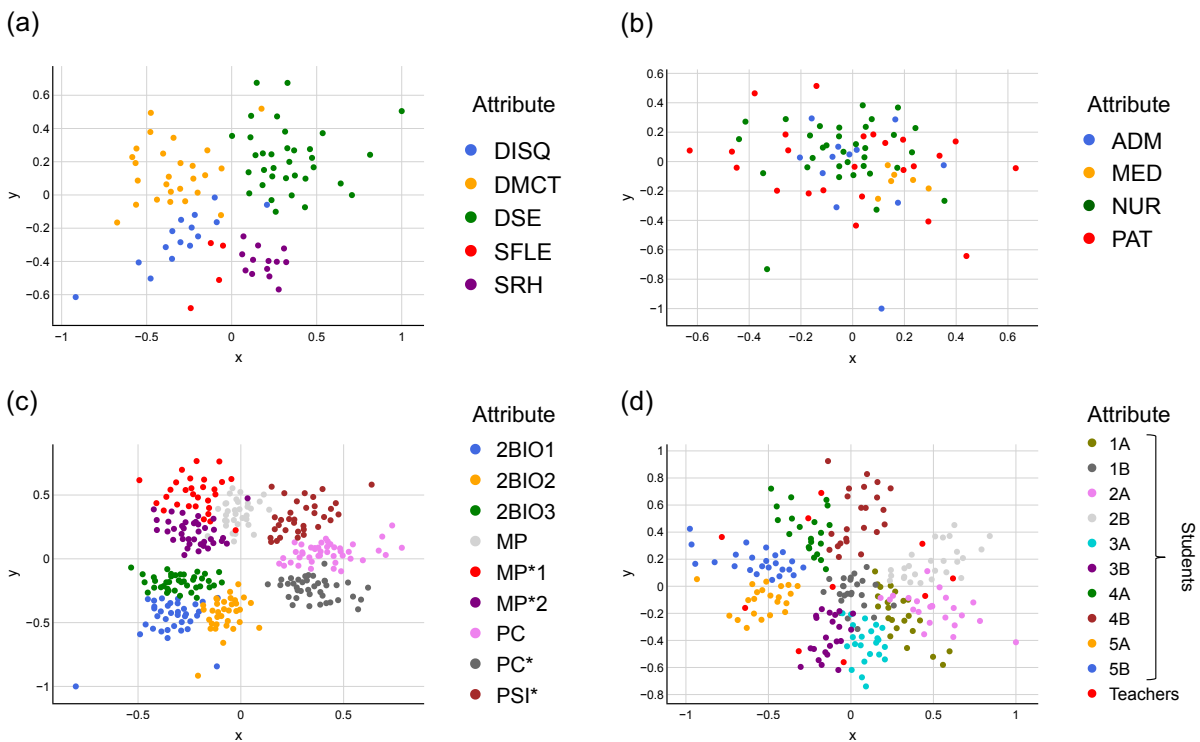 (a)
0.6
0.4
0.2
0
−0.2
−0.4
−0.6
y
−1
−0.5
0
0.5
1
x
Attribute
DISQ
DMCT
DSE
SFLE
SRH
(b)
0.6
0.4
0.2
0
−0.2
−0.4
−0.6
−0.8
−1
y
−0.6
−0.4
−0.2
0
0.2
0.4
0.6
x
Attribute
ADM
MED
NUR
PAT
(c)
0.5
0
−0.5
−1
y
−0.5
0
0.5
x
Attribute
2BIO1
2BIO2
2BIO3
MP
MP*1
MP*2
PC
PC*
PSI*
(d)
1
0.8
0.6
0.4
0.2
0
−0.2
−0.4
−0.6
−0.8
y
−1
−0.5
0
0.5
1
x
Attribute
1A
1B
2A
2B
3A
3B
4A
4B
5A
5B
Teachers
Students